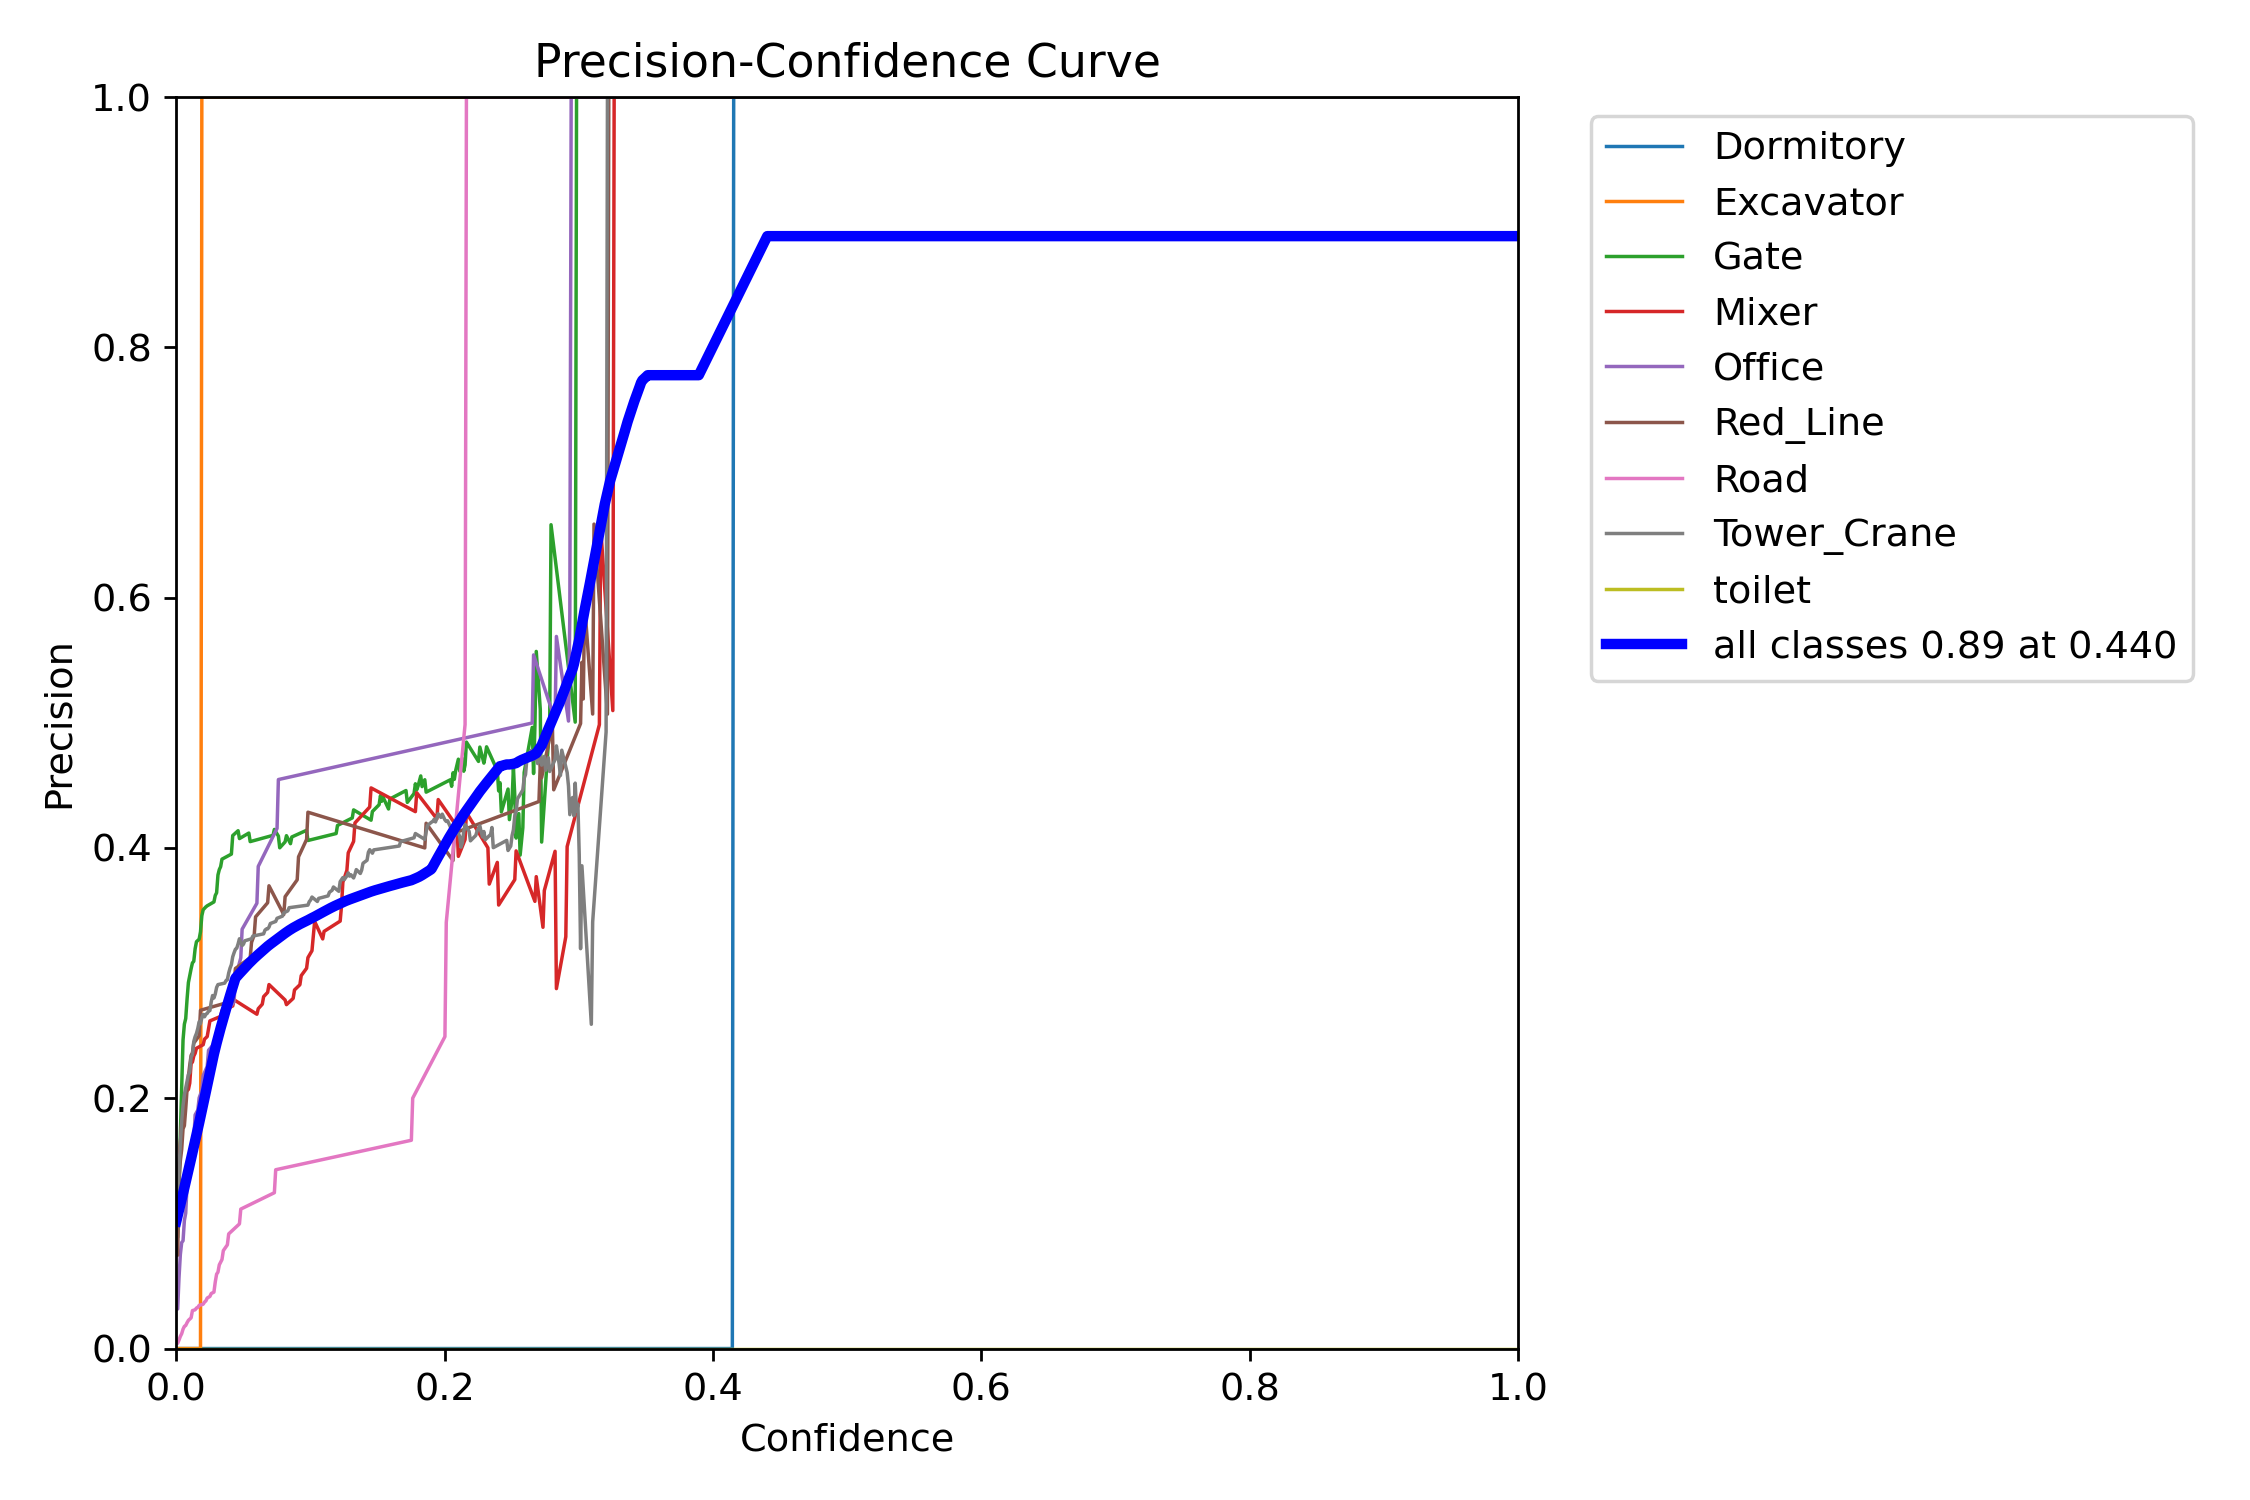 Precision-Confidence Curve
1.0
0.8
0.6
0.4
0.2
0.0
Precision
0.0 0.2 0.4 0.6 0.8 1.0
Confidence
Dormitory
Excavator
Gate
Mixer
Office
Red_Line
Road
Tower_Crane
toilet
all classes 0.89 at 0.440